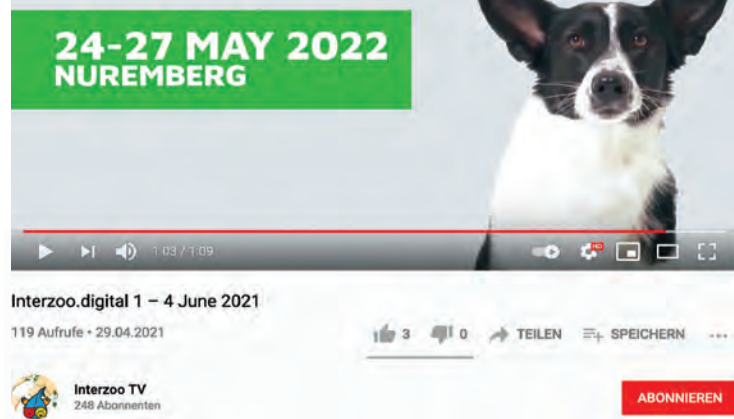 24-27 MAY 2022
NUREMBERG
1:03 / 1:09
HD
Interzoo.digital 1 – 4 June 2021
119 Aufrufe • 29.04.2021
3 0 TEILEN SPEICHERN ...
Interzoo TV
248 Abonnenten
ABONNIEREN